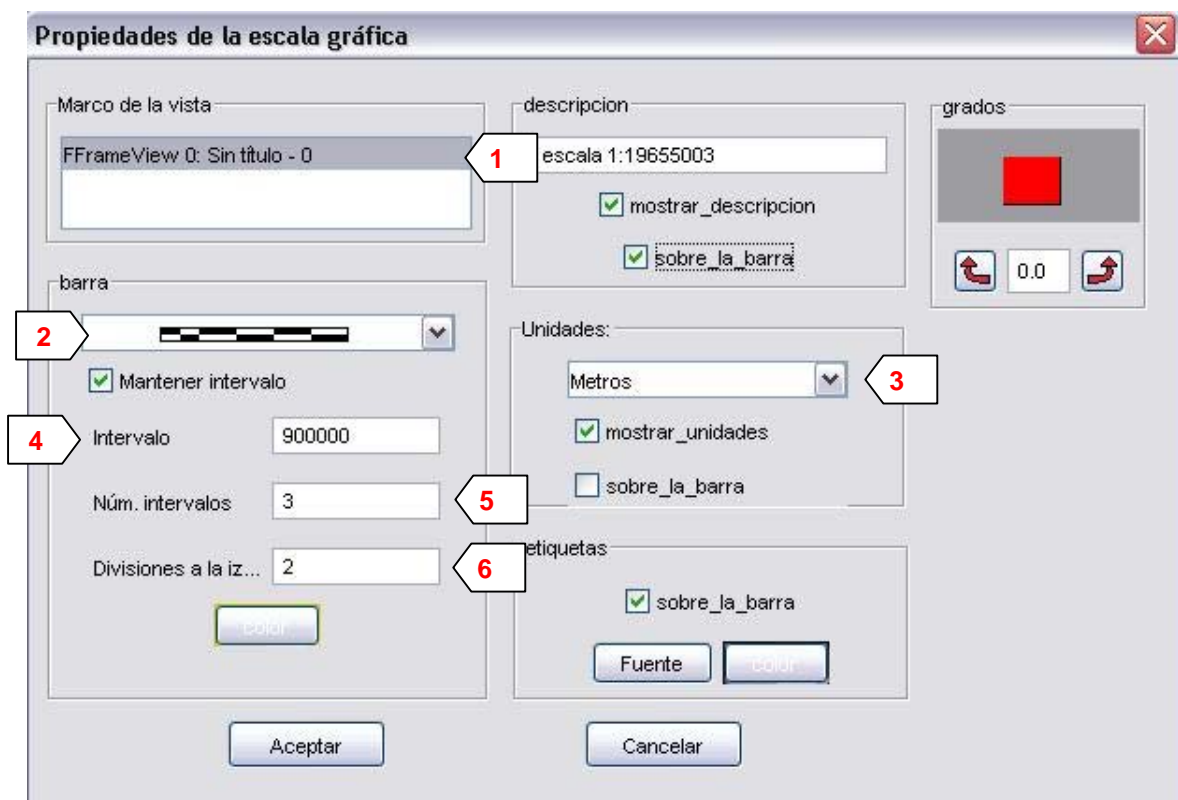 Propiedades de la escala gráfica
Marco de la vista
FFrameView 0: Sin título - 0
1
descripcion
escala 1:19655003
mostrar_descripcion
sobre_la_barra
grados
0.0
barra
2
Mantener intervalo
4
Intervalo
900000
Núm. intervalos
3
5
Divisiones a la iz...
2
6
color
Unidades:
Metros
3
mostrar_unidades
sobre_la_barra
etiquetas
sobre_la_barra
Fuente
color
Aceptar
Cancelar